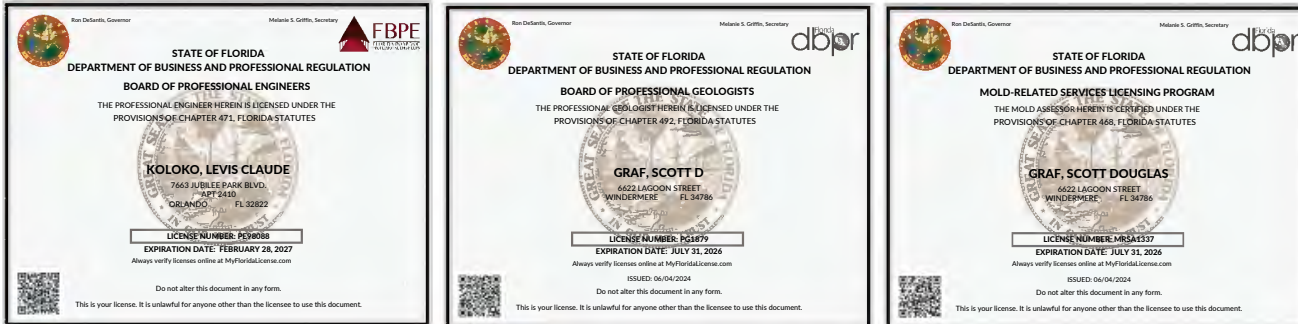 Ron DeSantis, Governor
Melanie S. Griffin, Secretary
FBPE
STATE OF FLORIDA
DEPARTMENT OF BUSINESS AND PROFESSIONAL REGULATION
BOARD OF PROFESSIONAL ENGINEERS
THE PROFESSIONAL ENGINEER HEREIN IS LICENSED UNDER THE
PROVISIONS OF CHAPTER 471, FLORIDA STATUTES
KOLOKO, LEVIS CLAUDE
7663 JUBILEE PARK BLVD.
APT 2410
ORLANDO FL 32822
LICENSE NUMBER: PE98088
EXPIRATION DATE: FEBRUARY 28, 2027
Always verify licenses online at MyFloridaLicense.com
Do not alter this document in any form.
This is your license. It is unlawful for anyone other than the licensee to use this document.
Ron DeSantis, Governor
Melanie S. Griffin, Secretary
Florida
dbpr
STATE OF FLORIDA
DEPARTMENT OF BUSINESS AND PROFESSIONAL REGULATION
BOARD OF PROFESSIONAL GEOLOGISTS
THE PROFESSIONAL GEOLOGIST HEREIN IS LICENSED UNDER THE
PROVISIONS OF CHAPTER 492, FLORIDA STATUTES
GRAF, SCOTT D
6622 LAGOON STREET
WINDERMERE FL 34786
LICENSE NUMBER: PG1879
EXPIRATION DATE: JULY 31, 2026
Always verify licenses online at MyFloridaLicense.com
ISSUED: 06/04/2024
Do not alter this document in any form.
This is your license. It is unlawful for anyone other than the licensee to use this document.
Ron DeSantis, Governor
Melanie S. Griffin, Secretary
Florida
dbpr
STATE OF FLORIDA
DEPARTMENT OF BUSINESS AND PROFESSIONAL REGULATION
MOLD-RELATED SERVICES LICENSING PROGRAM
THE MOLD ASSESSOR HEREIN IS CERTIFIED UNDER THE
PROVISIONS OF CHAPTER 468, FLORIDA STATUTES
GRAF, SCOTT DOUGLAS
6622 LAGOON STREET
WINDERMERE FL 34786
LICENSE NUMBER: MRSA1337
EXPIRATION DATE: JULY 31, 2026
Always verify licenses online at MyFloridaLicense.com
ISSUED: 06/04/2024
Do not alter this document in any form.
This is your license. It is unlawful for anyone other than the licensee to use this document.